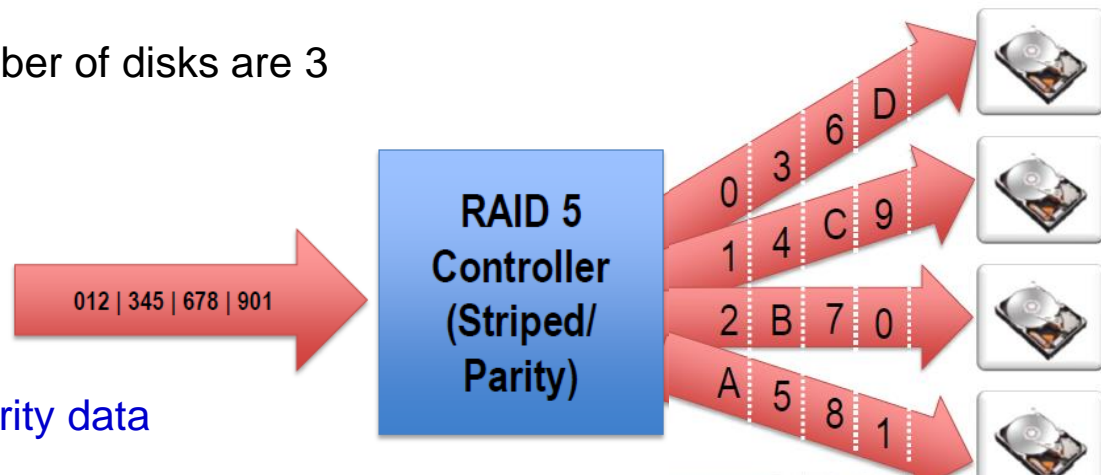 ber of disks are 3
012 | 345 | 678 | 901
RAID 5
Controller
(Striped/
Parity)
0 3 6 D
1 4 C 9
2 B 7 0
A 5 8 1
rity data